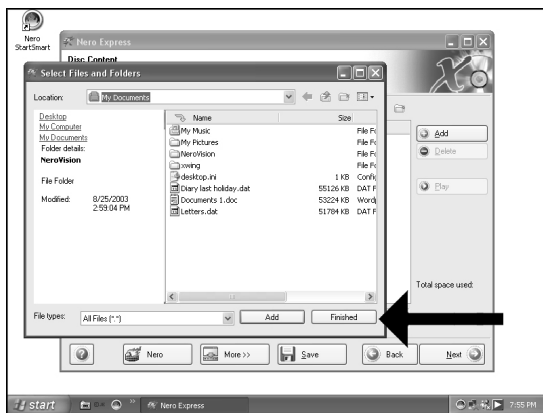 Nero
StartSmart
Nero Express
Disc Content
Select Files and Folders
Location:
My Documents
Desktop
My Computer
My Documents
Folder details:
NeroVision
File Folder
Modified: 8/25/2003
2:59:04 PM
Name Size
My Music File Fo
My Pictures File Fo
NeroVision File Fo
xwing File Fo
desktop.ini 1 KB Config
Diary last holiday.dat 55126 KB DAT F
Documents 1.doc 53224 KB Wordp
Letters.dat 51784 KB DAT F
Add
Delete
Play
Total space used:
File types: All Files (*.*) Add Finished
Nero More >> Save Back Next
start Nero Express 7:55 PM